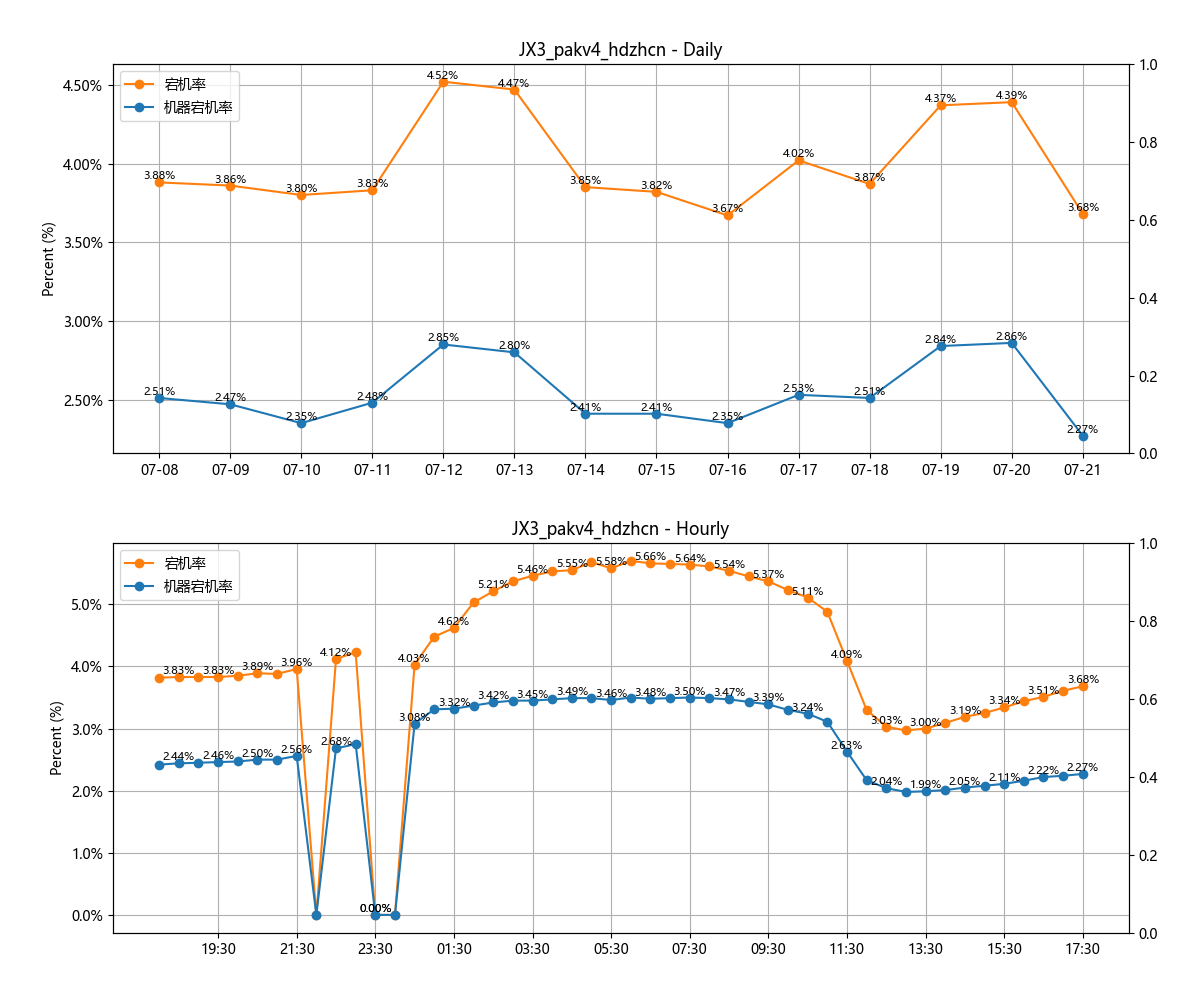 JX3_pakv4_hdzhcn - Daily
宕机率
机器宕机率
Percent (%)
4.50%
4.00%
3.50%
3.00%
2.50%
1.0
0.8
0.6
0.4
0.2
0.0
3.88% 3.86% 3.80% 3.83% 4.52% 4.47% 3.85% 3.82% 3.67% 4.02% 3.87% 4.37% 4.39% 3.68%
2.51% 2.47% 2.35% 2.48% 2.85% 2.80% 2.41% 2.41% 2.35% 2.53% 2.51% 2.84% 2.86% 2.27%
07-08 07-09 07-10 07-11 07-12 07-13 07-14 07-15 07-16 07-17 07-18 07-19 07-20 07-21
JX3_pakv4_hdzhcn - Hourly
宕机率
机器宕机率
Percent (%)
5.0%
4.0%
3.0%
2.0%
1.0%
0.0%
1.0
0.8
0.6
0.4
0.2
0.0
3.83% 3.83% 3.89% 3.96% 4.12% 0.00% 4.03% 4.62% 5.21% 5.46% 5.55% 5.58% 5.66% 5.64% 5.54% 5.37% 5.11% 4.09% 3.03% 3.00% 3.19% 3.34% 3.51% 3.68%
2.44% 2.46% 2.50% 2.56% 2.68% 0.00% 3.08% 3.32% 3.42% 3.45% 3.49% 3.46% 3.48% 3.50% 3.47% 3.39% 3.24% 2.63% 2.04% 1.99% 2.05% 2.11% 2.22% 2.27%
19:30 21:30 23:30 01:30 03:30 05:30 07:30 09:30 11:30 13:30 15:30 17:30